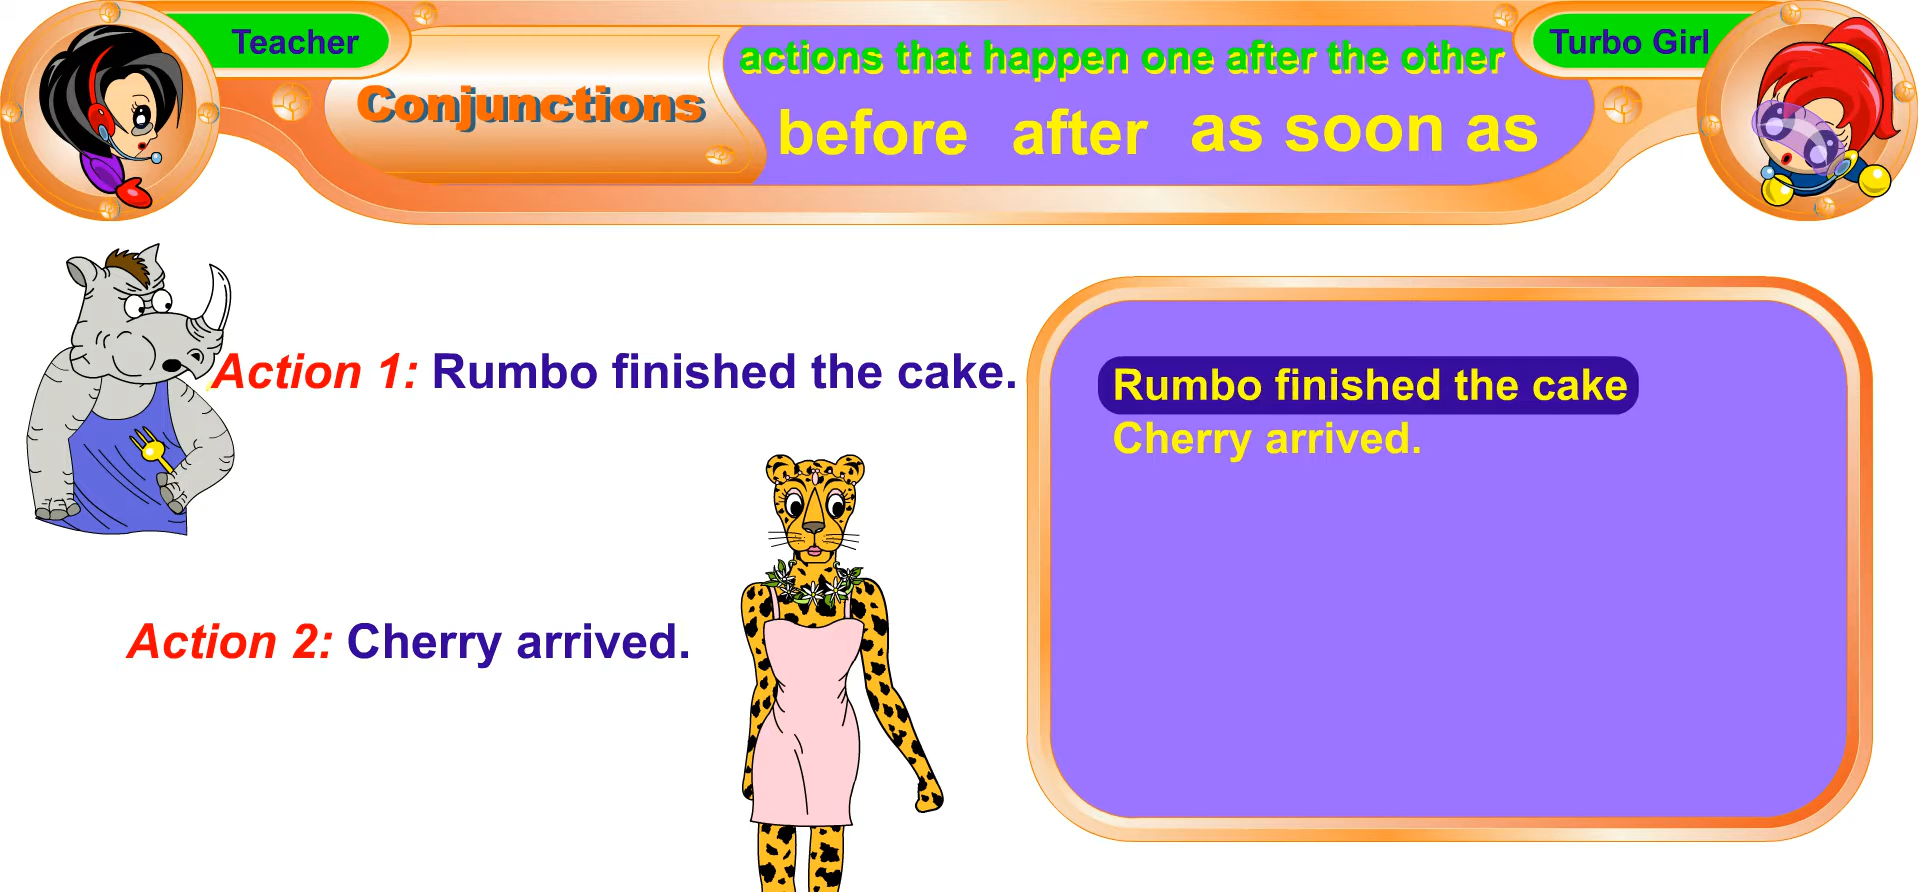 Teacher
Conjunctions
actions that happen one after the other
before after as soon as
Turbo Girl
Action 1: Rumbo finished the cake.
Action 2: Cherry arrived.
Rumbo finished the cake
Cherry arrived.